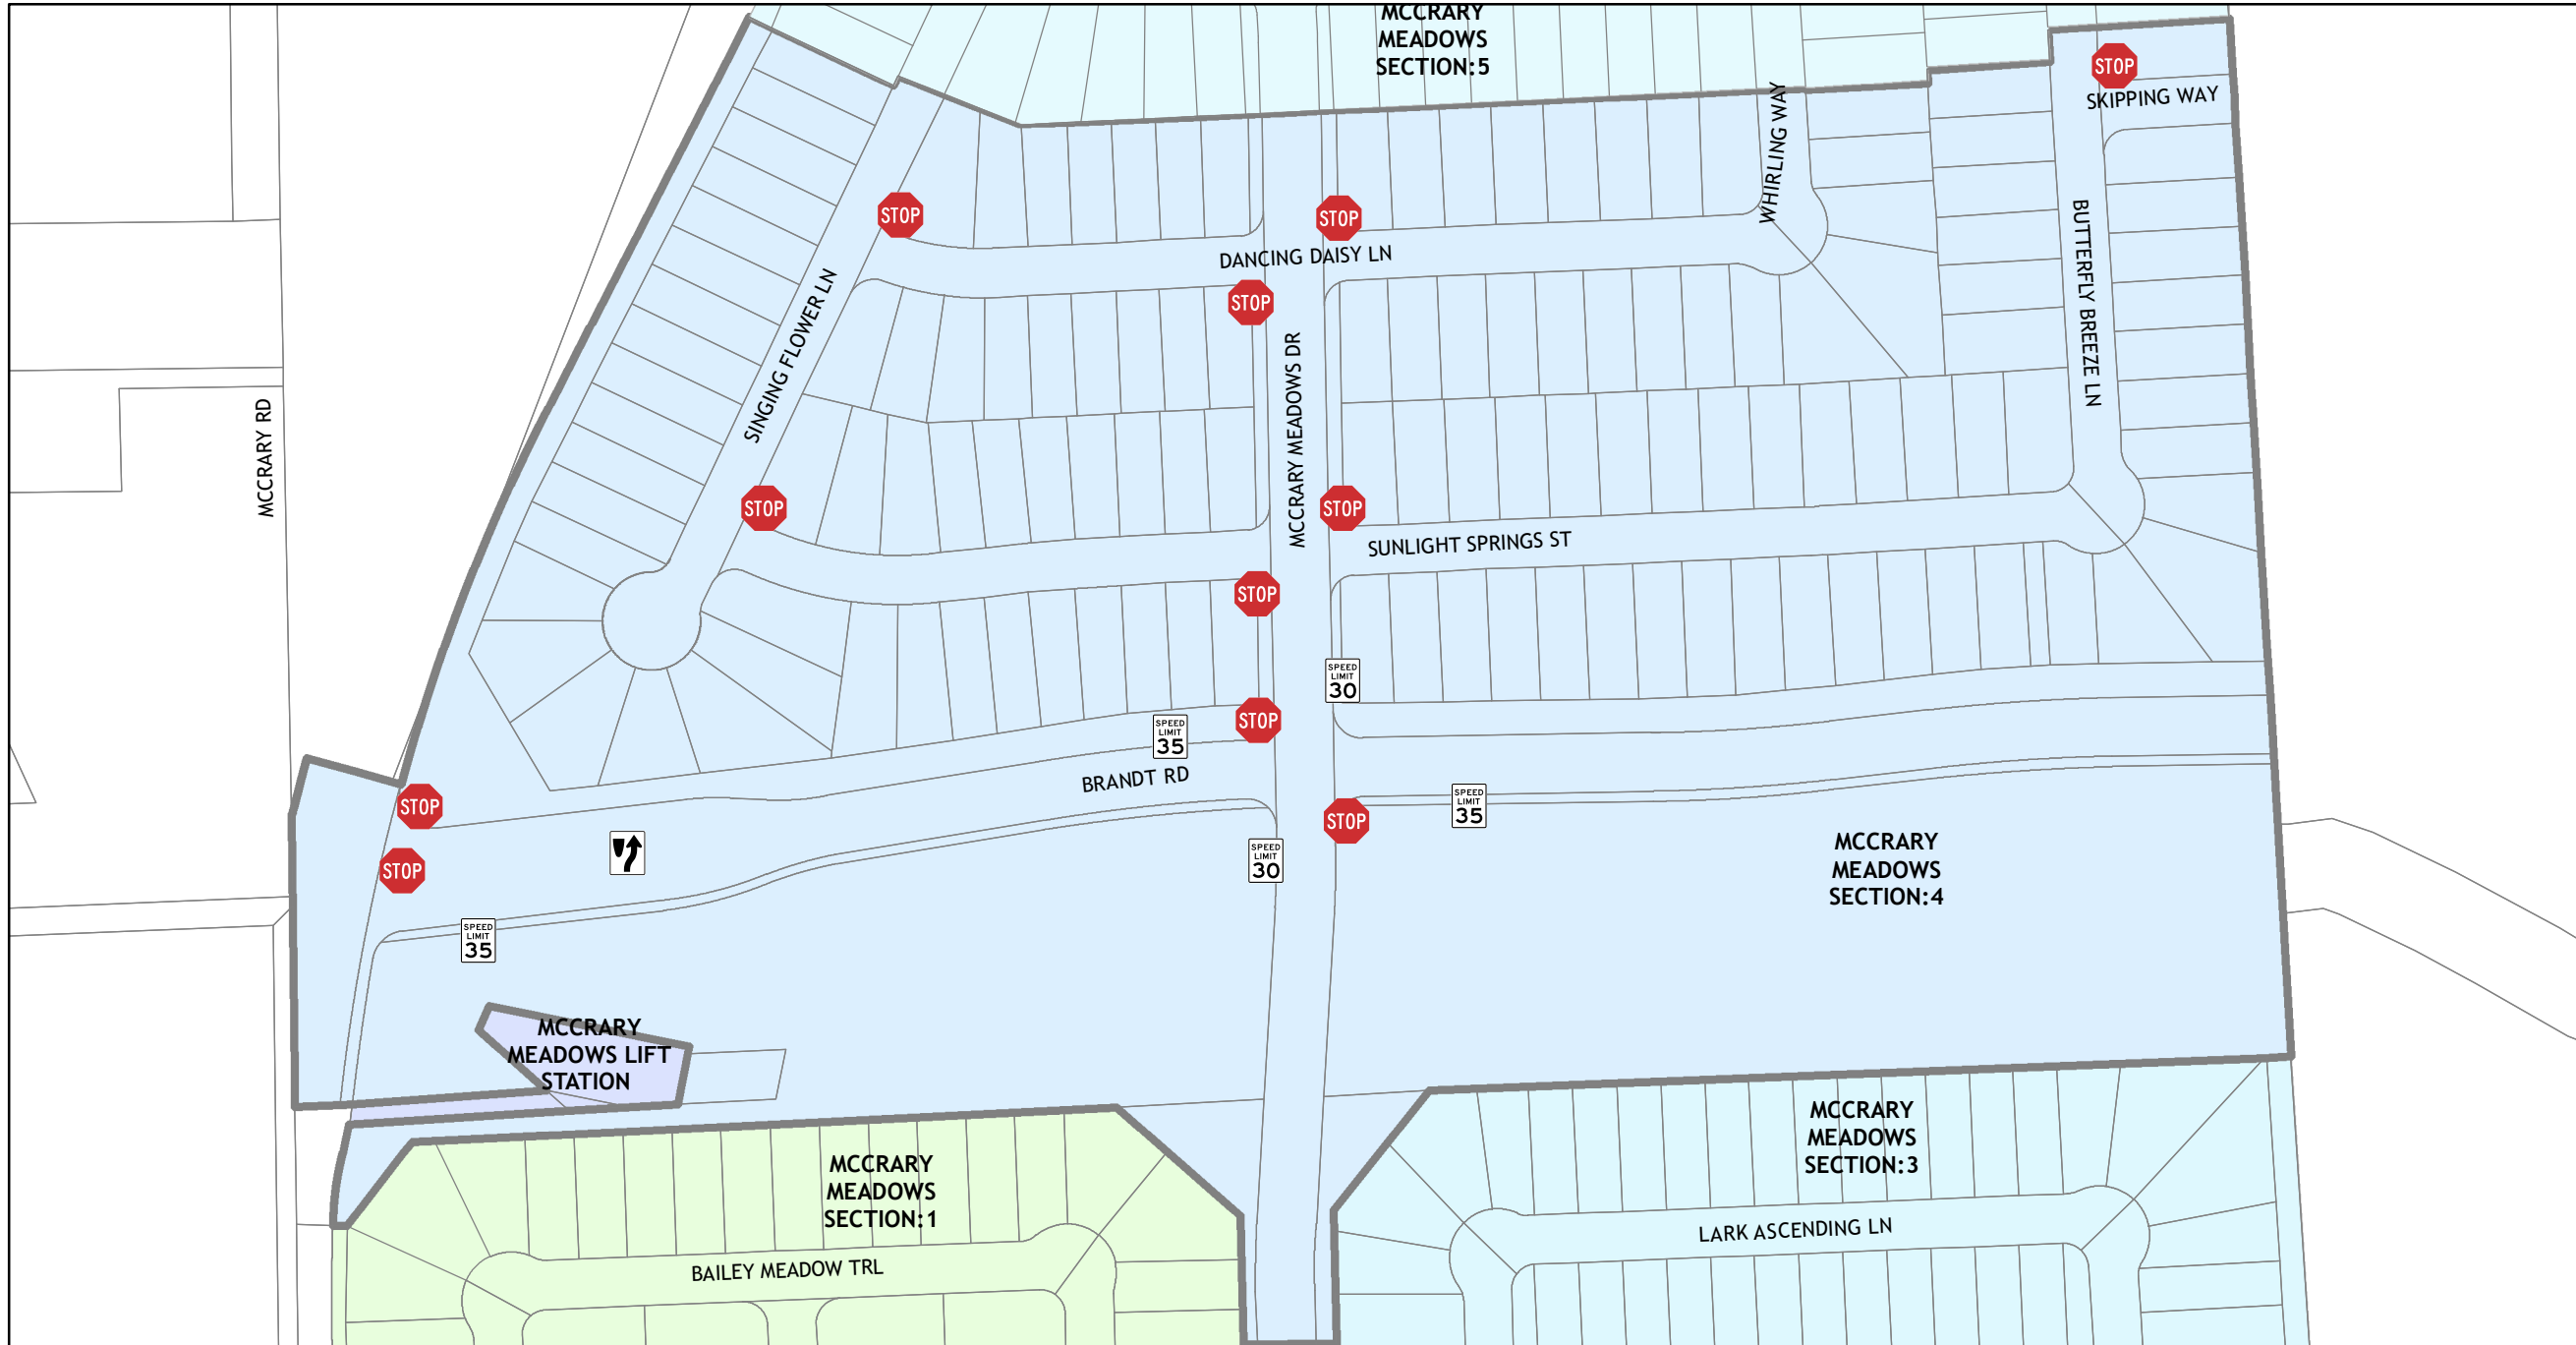 MCCRARY
MEADOWS
SECTION:5
STOP
SKIPPING WAY
WHIRLING WAY
STOP
STOP
DANCING DAISY LN
STOP
BUTTERFLY BREEZE LN
SINGING FLOWER LN
MCCRARY MEADOWS DR
MCCRARY RD
STOP
STOP
SUNLIGHT SPRINGS ST
STOP
SPEED
LIMIT
30
STOP
SPEED
LIMIT
35
BRANDT RD
STOP
SPEED
LIMIT
35
STOP
STOP
SPEED
LIMIT
30
MCCRARY
MEADOWS
SECTION:4
SPEED
LIMIT
35
MCCRARY
MEADOWS LIFT
STATION
MCCRARY
MEADOWS
SECTION:3
MCCRARY
MEADOWS
SECTION:1
LARK ASCENDING LN
BAILEY MEADOW TRL